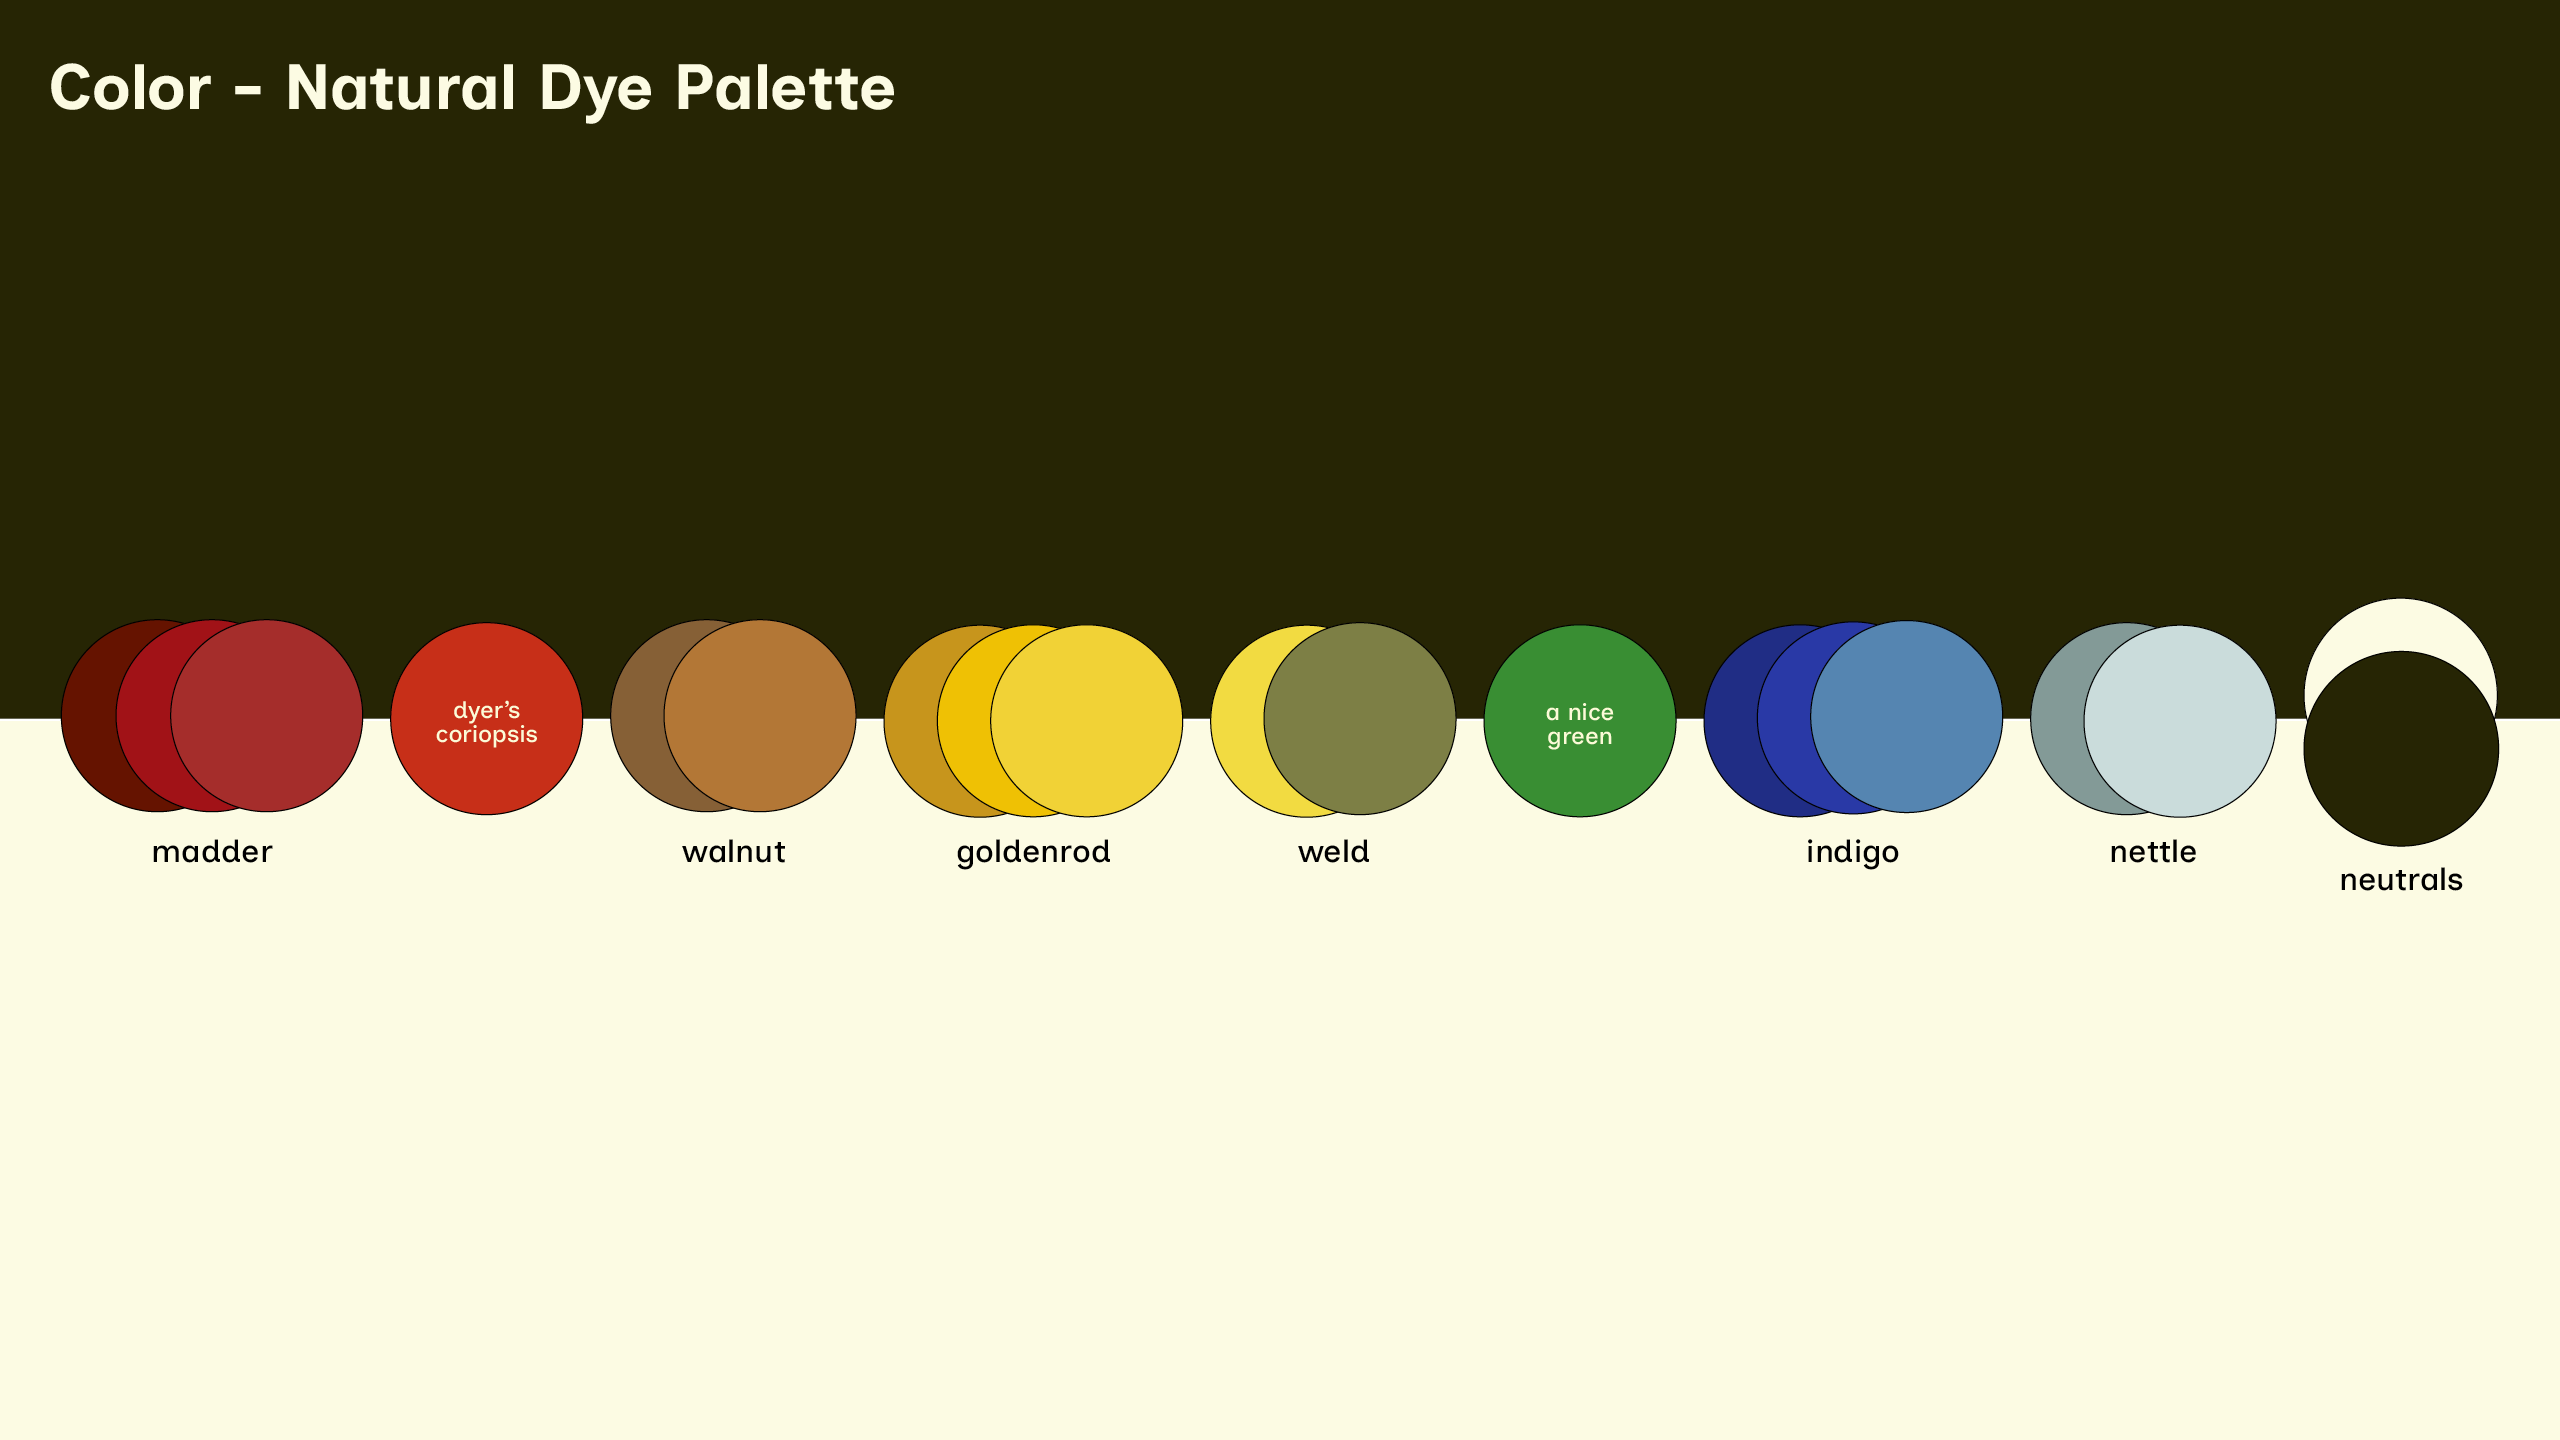 Color - Natural Dye Palette
dyer’s
coriopsis
a nice
green
madder
walnut
goldenrod
weld
indigo
nettle
neutrals